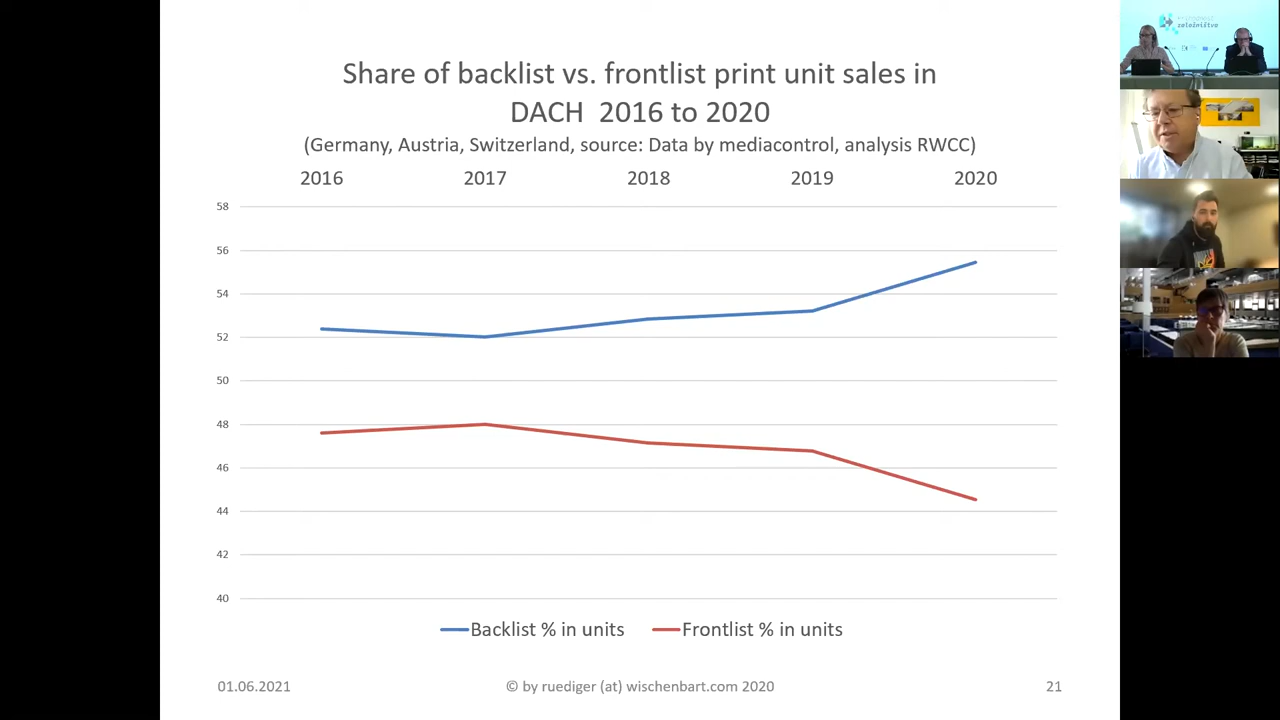 Share of backlist vs. frontlist print unit sales in
DACH 2016 to 2020
(Germany, Austria, Switzerland, source: Data by mediacontrol, analysis RWCC)
2016 2017 2018 2019 2020
58
56
54
52
50
48
46
44
42
40
Backlist % in units Frontlist % in units
01.06.2021 © by ruediger (at) wischenbart.com 2020 21
založništvo